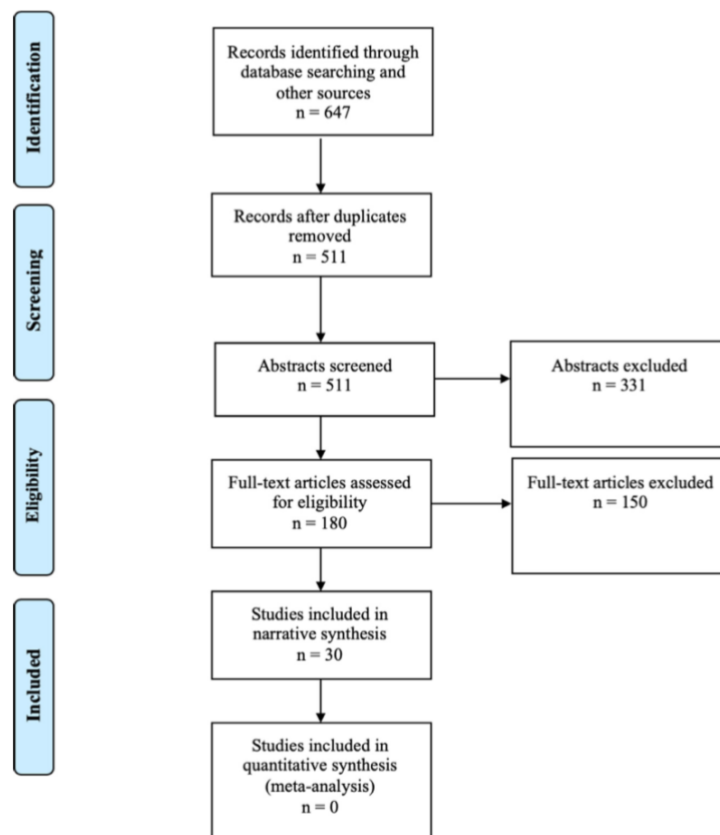 Identification
Records identified through
database searching and
other sources
n = 647
Screening
Records after duplicates
removed
n = 511
Abstracts screened
n = 511
Abstracts excluded
n = 331
Eligibility
Full-text articles assessed
for eligibility
n = 180
Full-text articles excluded
n = 150
Included
Studies included in
narrative synthesis
n = 30
Studies included in
quantitative synthesis
(meta-analysis)
n = 0